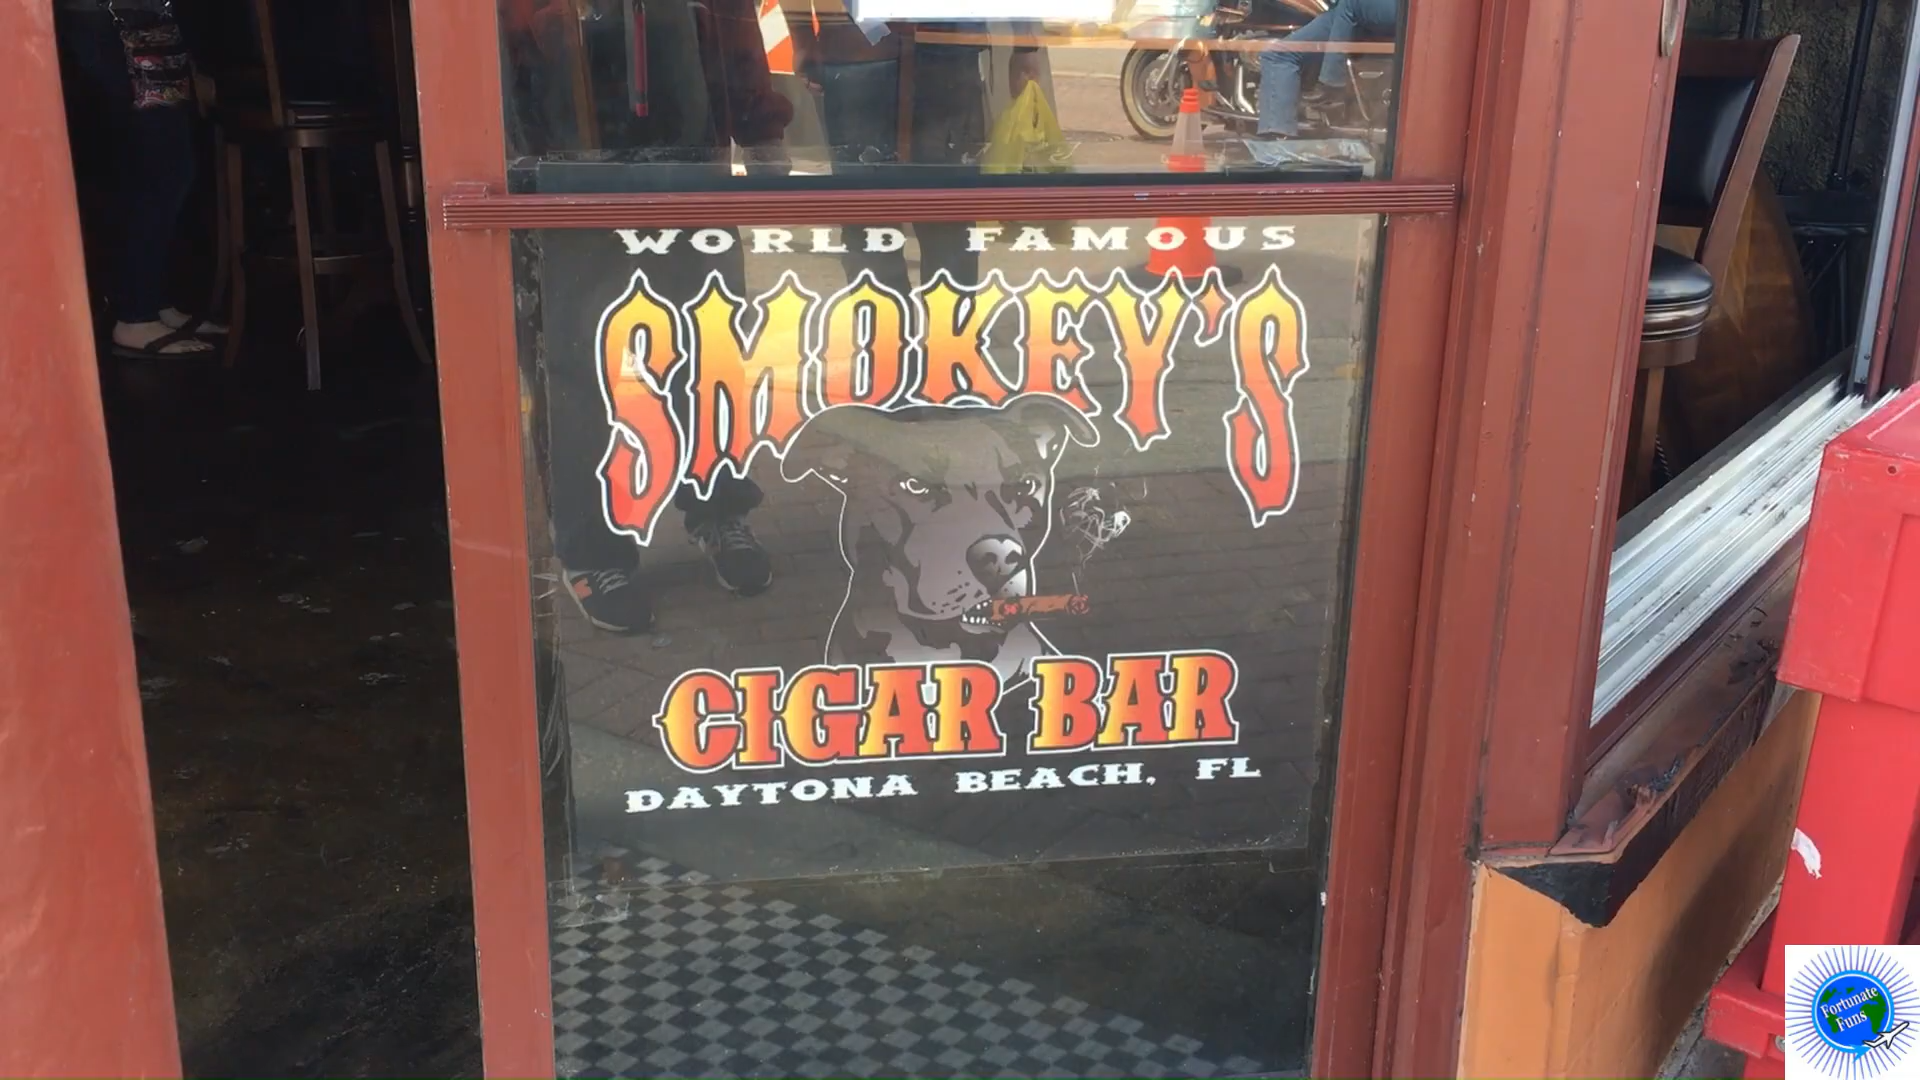 WORLD FAMOUS
SMOKEY'S
CIGAR BAR
DAYTONA BEACH, FL
Fortunate
Funs